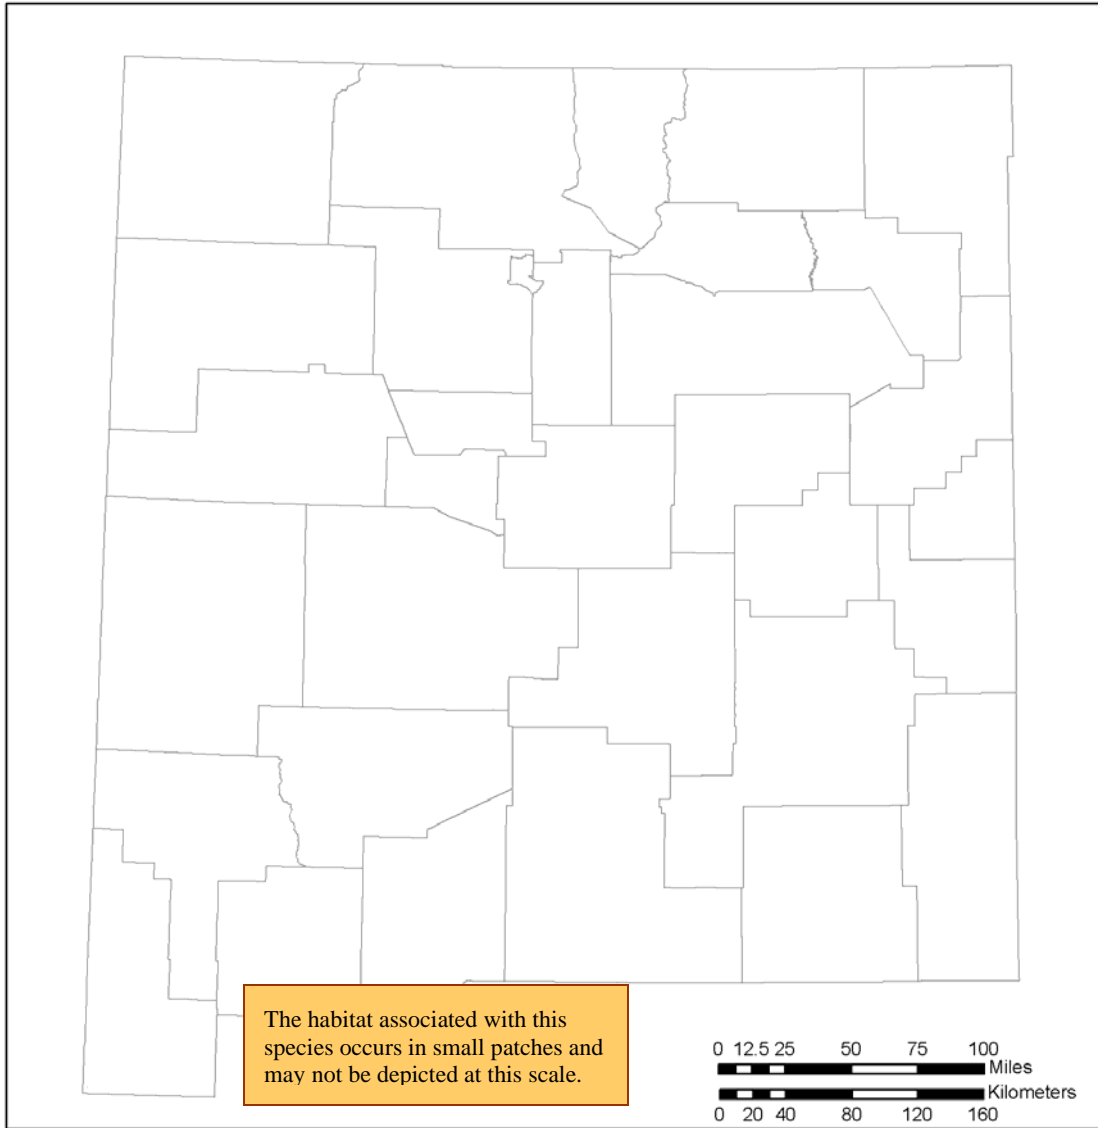 The habitat associated with this
species occurs in small patches and
may not be depicted at this scale.
0 12.5 25 50 75 100
Miles
Kilometers
0 20 40 80 120 160